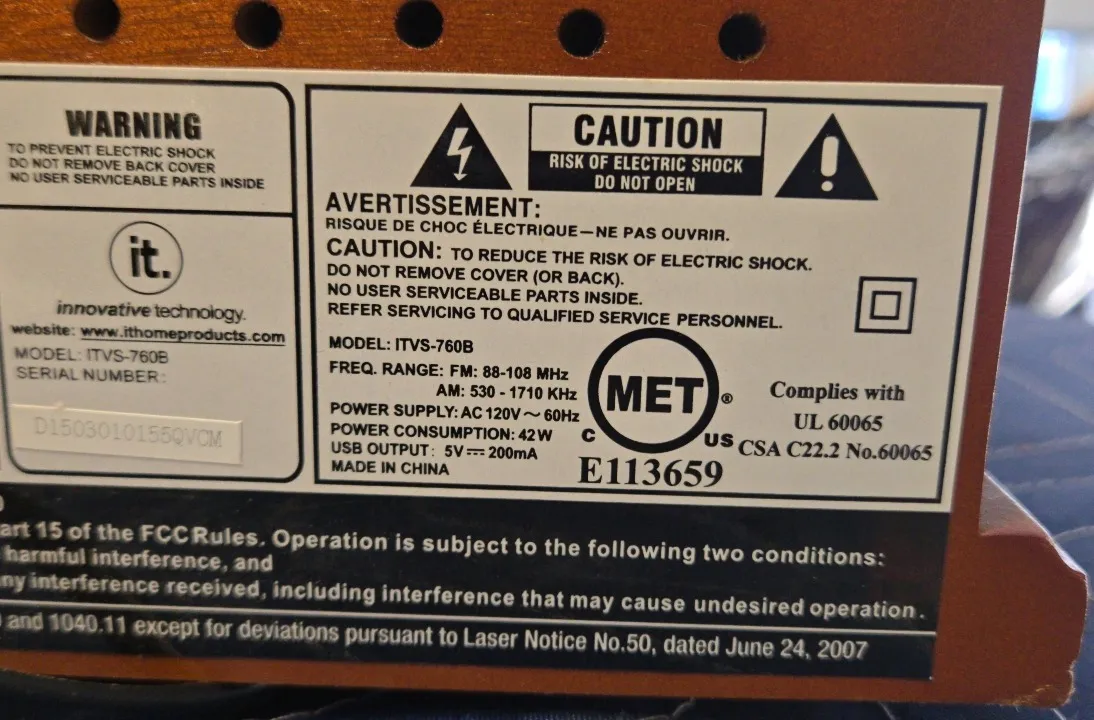 WARNING
TO PREVENT ELECTRIC SHOCK
DO NOT REMOVE BACK COVER
NO USER SERVICEABLE PARTS INSIDE
it.
innovative technology.
website: www.ithomeproducts.com
MODEL: ITVS-760B
SERIAL NUMBER:
D1503010155QVCM
CAUTION
RISK OF ELECTRIC SHOCK
DO NOT OPEN
AVERTISSEMENT:
RISQUE DE CHOC ÉLECTRIQUE—NE PAS OUVRIR.
CAUTION: TO REDUCE THE RISK OF ELECTRIC SHOCK.
DO NOT REMOVE COVER (OR BACK).
NO USER SERVICEABLE PARTS INSIDE.
REFER SERVICING TO QUALIFIED SERVICE PERSONNEL.
MODEL: ITVS-760B
FREQ. RANGE: FM: 88-108 MHz
AM: 530 - 1710 KHz
POWER SUPPLY: AC 120V ~ 60Hz
POWER CONSUMPTION: 42W
USB OUTPUT: 5V ⎓ 200mA
MADE IN CHINA
MET ®
C US
E113659
Complies with
UL 60065
CSA C22.2 No.60065
art 15 of the FCC Rules. Operation is subject to the following two conditions:
harmful interference, and
ny interference received, including interference that may cause undesired operation.
and 1040.11 except for deviations pursuant to Laser Notice No.50, dated June 24, 2007